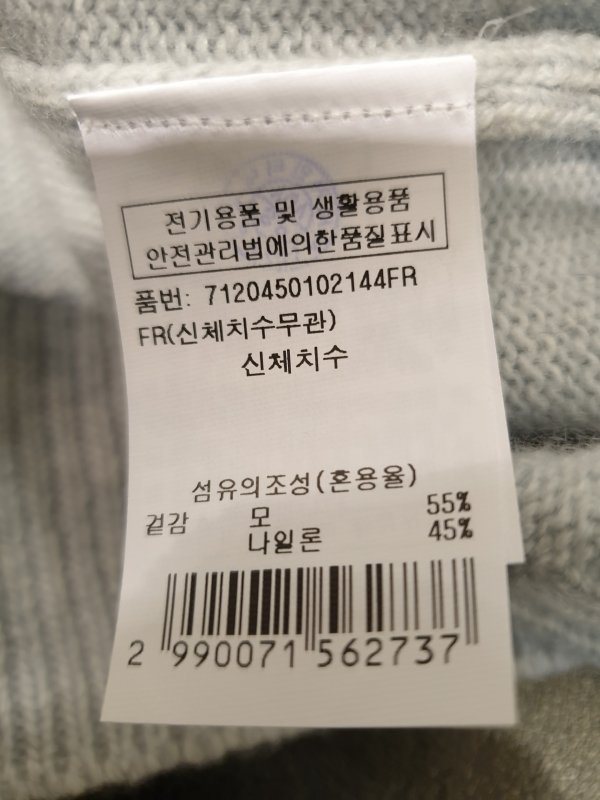 전기용품 및 생활용품
안전관리법에의한품질표시
품번: 7120450102144FR
FR(신체치수무관)
신체치수
섬유의조성(혼용율)
겉감 모 55%
나일론 45%
2 990071 562737